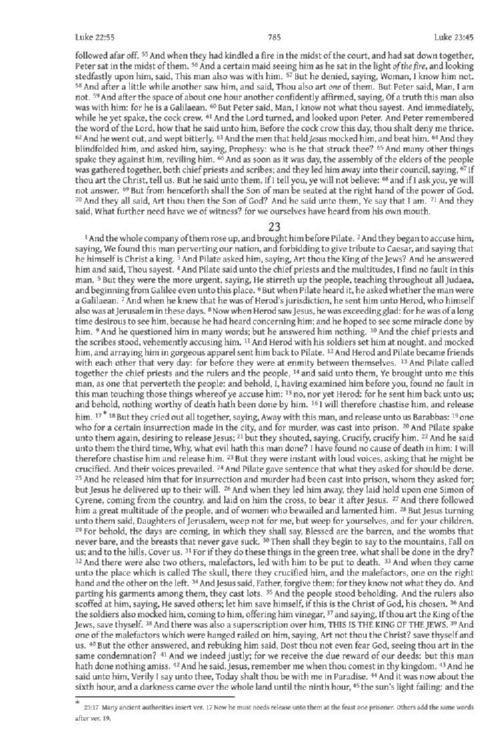 Luke 22:55 785 Luke 23:45
followed afar off. 55 And when they had kindled a fire in the midst of the court, and had sat down together,
Peter sat in the midst of them. 56 And a certain maid seeing him as he sat in the light of the fire, and looking
stedfastly upon him, said, This man also was with him. 57 But he denied, saying, Woman, I know him not.
58 And after a little while another saw him, and said, Thou also art one of them. But Peter said, Man, I am
not. 59 And after the space of about one hour another confidently affirmed, saying, Of a truth this man also
was with him: for he is a Galilaean. 60 But Peter said, Man, I know not what thou sayest. And immediately,
while he yet spake, the cock crew. 61 And the Lord turned, and looked upon Peter. And Peter remembered
the word of the Lord, how that he said unto him, Before the cock crow this day, thou shalt deny me thrice.
62 And he went out, and wept bitterly. 63 And the men that held Jesus mocked him, and beat him. 64 And they
blindfolded him, and asked him, saying, Prophesy: who is he that struck thee? 65 And many other things
spake they against him, reviling him. 66 And as soon as it was day, the assembly of the elders of the people
was gathered together, both chief priests and scribes; and they led him away into their council, saying, 67 If
thou art the Christ, tell us. But he said unto them, If I tell you, ye will not believe: 68 and if I ask you, ye will
not answer. 69 But from henceforth shall the Son of man be seated at the right hand of the power of God.
70 And they all said, Art thou then the Son of God? And he said unto them, Ye say that I am. 71 And they
said, What further need have we of witness? for we ourselves have heard from his own mouth.
23
1 And the whole company of them rose up, and brought him before Pilate. 2 And they began to accuse him,
saying, We found this man perverting our nation, and forbidding to give tribute to Caesar, and saying that
he himself is Christ a king. 3 And Pilate asked him, saying, Art thou the King of the Jews? And he answered
him and said, Thou sayest. 4 And Pilate said unto the chief priests and the multitudes, I find no fault in this
man. 5 But they were the more urgent, saying, He stirreth up the people, teaching throughout all Judaea,
and beginning from Galilee even unto this place. 6 But when Pilate heard it, he asked whether the man were
a Galilaean. 7 And when he knew that he was of Herod's jurisdiction, he sent him unto Herod, who himself
also was at Jerusalem in these days. 8 Now when Herod saw Jesus, he was exceeding glad: for he was of a long
time desirous to see him, because he had heard concerning him; and he hoped to see some miracle done by
him. 9 And he questioned him in many words; but he answered him nothing. 10 And the chief priests and
the scribes stood, vehemently accusing him. 11 And Herod with his soldiers set him at nought, and mocked
him, and arraying him in gorgeous apparel sent him back to Pilate. 12 And Herod and Pilate became friends
with each other that very day: for before they were at enmity between themselves. 13 And Pilate called
together the chief priests and the rulers and the people, 14 and said unto them, Ye brought unto me this
man, as one that perverteth the people: and behold, I, having examined him before you, found no fault in
this man touching those things whereof ye accuse him: 15 no, nor yet Herod: for he sent him back unto us;
and behold, nothing worthy of death hath been done by him. 16 I will therefore chastise him, and release
him. 17 * 18 But they cried out all together, saying, Away with this man, and release unto us Barabbas: 19 one
who for a certain insurrection made in the city, and for murder, was cast into prison. 20 And Pilate spake
unto them again, desiring to release Jesus; 21 but they shouted, saying, Crucify, crucify him. 22 And he said
unto them the third time, Why, what evil hath this man done? I have found no cause of death in him: I will
therefore chastise him and release him. 23 But they were instant with loud voices, asking that he might be
crucified. And their voices prevailed. 24 And Pilate gave sentence that what they asked for should be done.
25 And he released him that for insurrection and murder had been cast into prison, whom they asked for;
but Jesus he delivered up to their will. 26 And when they led him away, they laid hold upon one Simon of
Cyrene, coming from the country, and laid on him the cross, to bear it after Jesus. 27 And there followed
him a great multitude of the people, and of women who bewailed and lamented him. 28 But Jesus turning
unto them said, Daughters of Jerusalem, weep not for me, but weep for yourselves, and for your children.
29 For behold, the days are coming, in which they shall say, Blessed are the barren, and the wombs that
never bare, and the breasts that never gave suck. 30 Then shall they begin to say to the mountains, Fall on
us; and to the hills, Cover us. 31 For if they do these things in the green tree, what shall be done in the dry?
32 And there were also two others, malefactors, led with him to be put to death. 33 And when they came
unto the place which is called The skull, there they crucified him, and the malefactors, one on the right
hand and the other on the left. 34 And Jesus said, Father, forgive them; for they know not what they do. And
parting his garments among them, they cast lots. 35 And the people stood beholding. And the rulers also
scoffed at him, saying, He saved others; let him save himself, if this is the Christ of God, his chosen. 36 And
the soldiers also mocked him, coming to him, offering him vinegar, 37 and saying, If thou art the King of the
Jews, save thyself. 38 And there was also a superscription over him, THIS IS THE KING OF THE JEWS. 39 And
one of the malefactors which were hanged railed on him, saying, Art not thou the Christ? save thyself and
us. 40 But the other answered, and rebuking him said, Dost thou not even fear God, seeing thou art in the
same condemnation? 41 And we indeed justly; for we receive the due reward of our deeds: but this man
hath done nothing amiss. 42 And he said, Jesus, remember me when thou comest in thy kingdom. 43 And he
said unto him, Verily I say unto thee, Today shalt thou be with me in Paradise. 44 And it was now about the
sixth hour, and a darkness came over the whole land until the ninth hour, 45 the sun's light failing: and the
* 23:17 Many ancient authorities insert ver. 17 Now he must needs release unto them at the feast one prisoner. Others add the same words
after ver. 19.